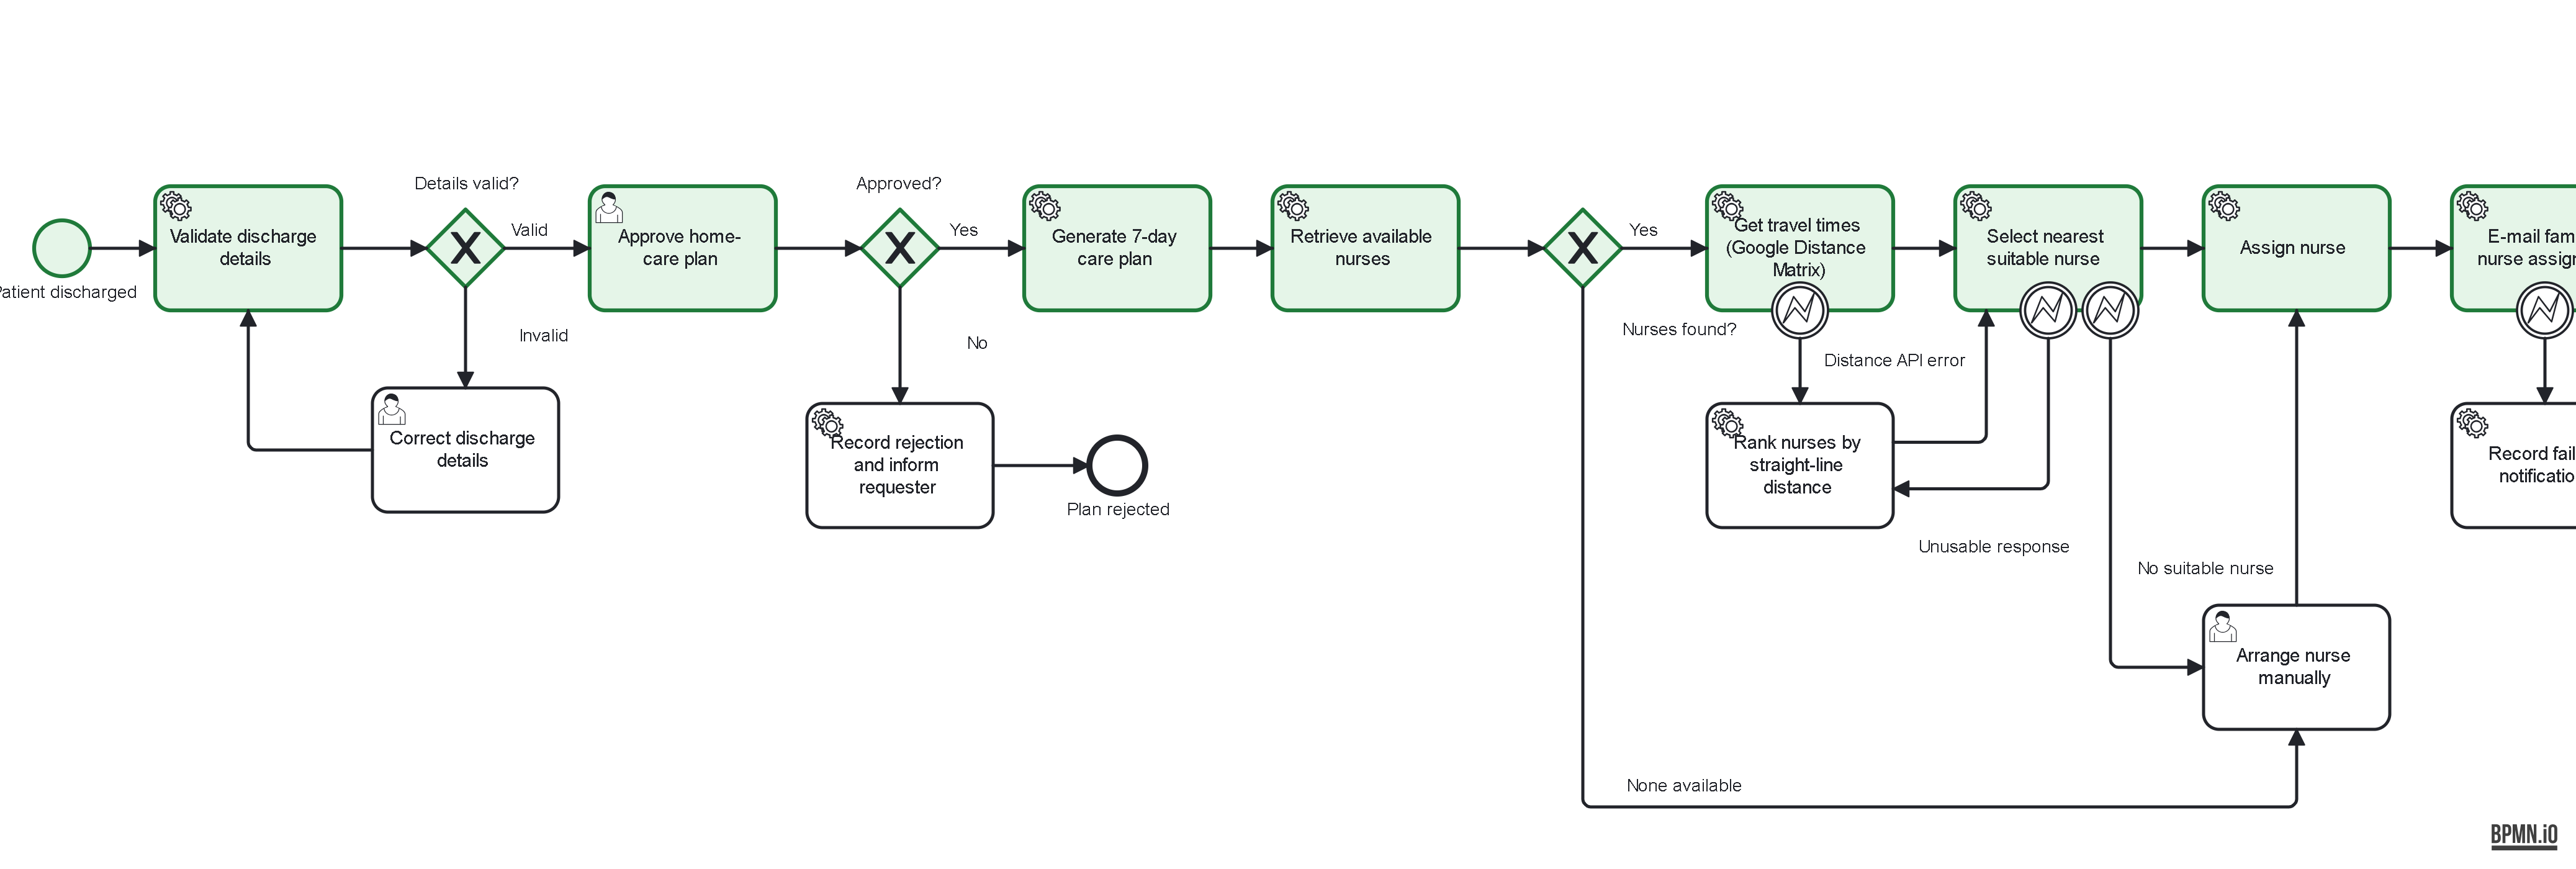 Details valid?
Approved?
Validate discharge
details
Valid
Approve home-
care plan
Yes
Generate 7-day
care plan
Retrieve available
nurses
Yes
Get travel times
(Google Distance
Matrix)
Select nearest
suitable nurse
Assign nurse
E-mail
nurse
Patient discharged
Invalid
No
Nurses found?
Distance API error
Correct discharge
details
Record rejection
and inform
requester
Plan rejected
Rank nurses by
straight-line
distance
Record
Unusable response
No suitable nurse
Arrange nurse
manually
None available
BPMN.iO